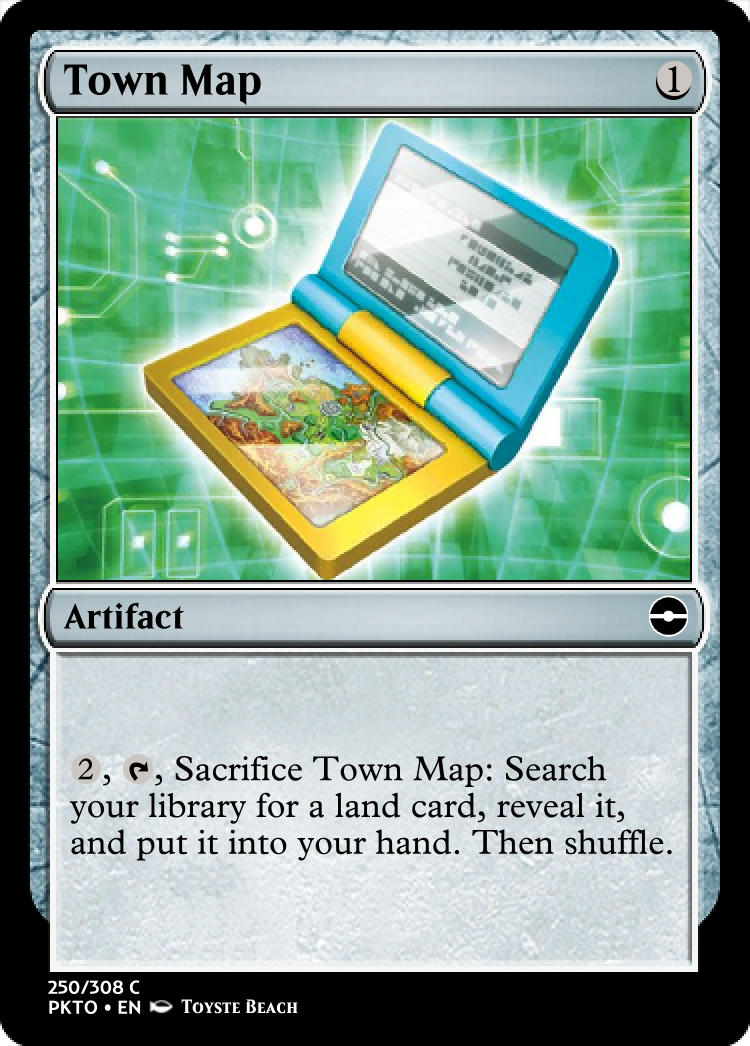 Town Map 1
Artifact
2, , Sacrifice Town Map: Search
your library for a land card, reveal it,
and put it into your hand. Then shuffle.
250/308 C
PKTO • EN Toyste Beach